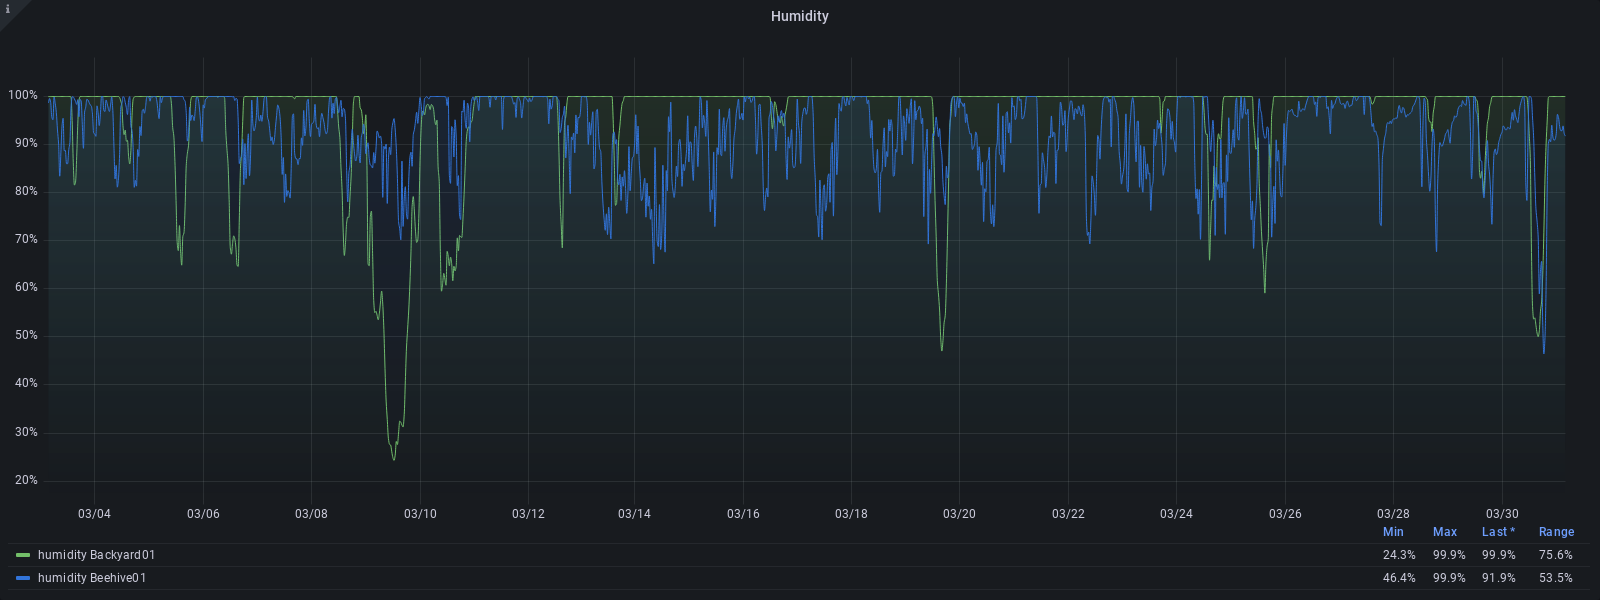 i
Humidity
100%
90%
80%
70%
60%
50%
40%
30%
20%
03/04 03/06 03/08 03/10 03/12 03/14 03/16 03/18 03/20 03/22 03/24 03/26 03/28 03/30
Min Max Last * Range
humidity Backyard01 24.3% 99.9% 99.9% 75.6%
humidity Beehive01 46.4% 99.9% 91.9% 53.5%